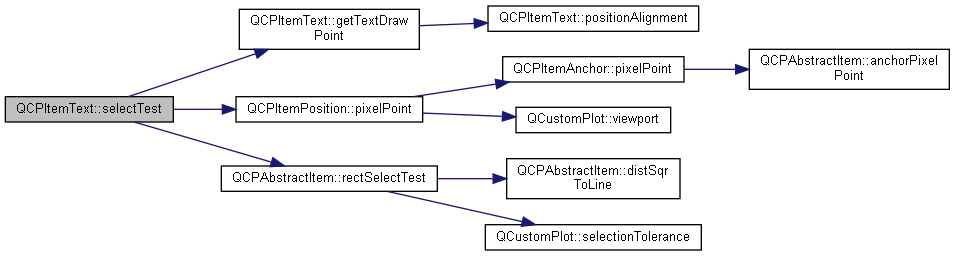 QCPItemText::selectTest
QCPItemText::getTextDraw
Point
QCPItemText::positionAlignment
QCPItemPosition::pixelPoint
QCPItemAnchor::pixelPoint
QCPAbstractItem::anchorPixel
Point
QCustomPlot::viewport
QCPAbstractItem::rectSelectTest
QCPAbstractItem::distSqr
ToLine
QCustomPlot::selectionTolerance